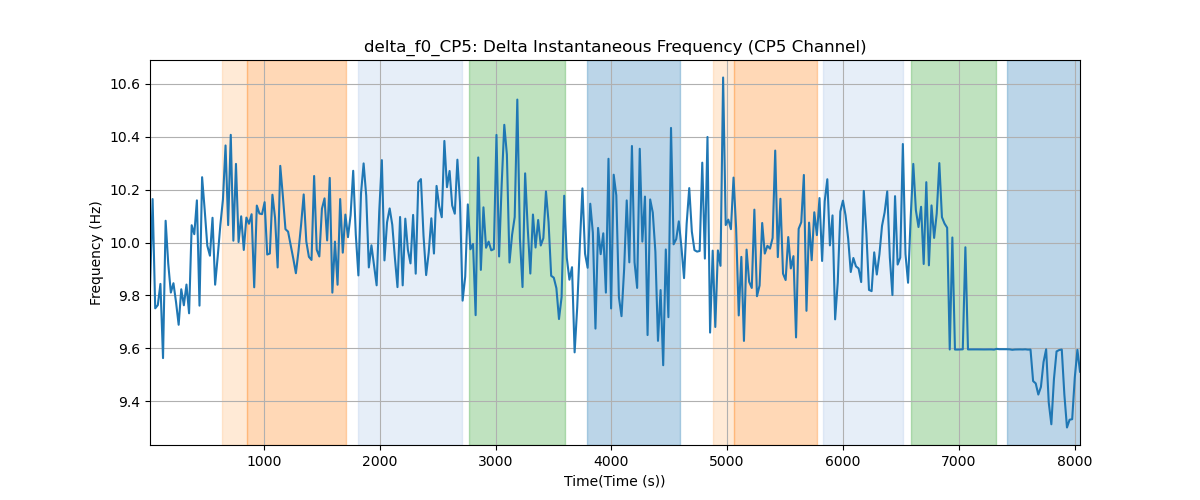 delta_f0_CP5: Delta Instantaneous Frequency (CP5 Channel)
Frequency (Hz)
10.6
10.4
10.2
10.0
9.8
9.6
9.4
1000 2000 3000 4000 5000 6000 7000 8000
Time(Time (s))